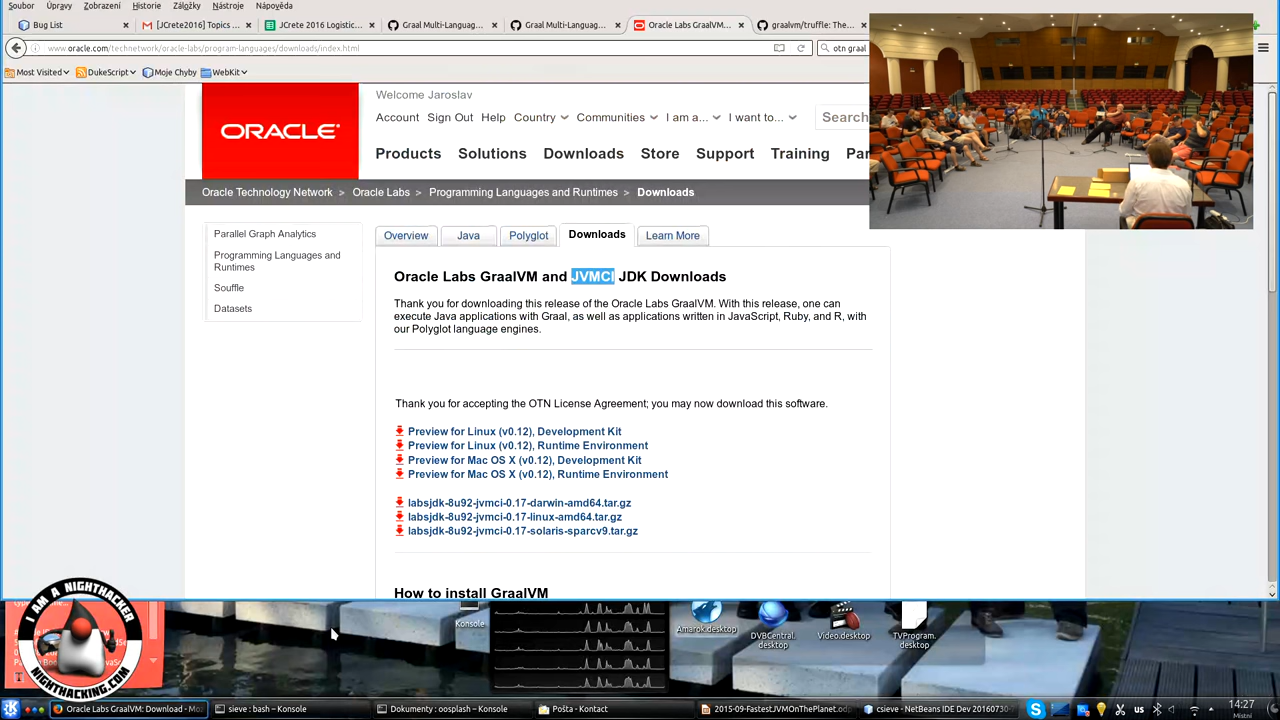 Soubor Úpravy Zobrazení Historie Záložky Nástroje Nápověda
Bug List
[JCrete2016] Topics ...
JCrete 2016 Logistic...
Graal Multi-Languag...
Graal Multi-Languag...
Oracle Labs GraalVM...
graalvm/truffle: The...
www.oracle.com/technetwork/oracle-labs/program-languages/downloads/index.html
otn graal
Most Visited
DukeScript
Moje Chyby
WebKit
Welcome Jaroslav
Account Sign Out Help Country Communities I am a... I want to...
Search
ORACLE
Products Solutions Downloads Store Support Training Par
Oracle Technology Network > Oracle Labs > Programming Languages and Runtimes > Downloads
Parallel Graph Analytics
Programming Languages and
Runtimes
Souffle
Datasets
Overview Java Polyglot Downloads Learn More
Oracle Labs GraalVM and JVMCI JDK Downloads
Thank you for downloading this release of the Oracle Labs GraalVM. With this release, one can
execute Java applications with Graal, as well as applications written in JavaScript, Ruby, and R, with
our Polyglot language engines.
Thank you for accepting the OTN License Agreement; you may now download this software.
Preview for Linux (v0.12), Development Kit
Preview for Linux (v0.12), Runtime Environment
Preview for Mac OS X (v0.12), Development Kit
Preview for Mac OS X (v0.12), Runtime Environment
labsjdk-8u92-jvmci-0.17-darwin-amd64.tar.gz
labsjdk-8u92-jvmci-0.17-linux-amd64.tar.gz
labsjdk-8u92-jvmci-0.17-solaris-sparcv9.tar.gz
How to install GraalVM
I AM A NIGHTHACKER
NIGHTHACKING.COM
Konsole
Amarok.desktop
DVBCentral.
desktop
Video.desktop
TVProgram.
desktop
Oracle Labs GraalVM: Download - Mo
sieve : bash – Konsole
Dokumenty : oosplash – Konsole
Pošta - Kontact
2015-09-FastestJVMOnThePlanet.odp
csieve - NetBeans IDE Dev 20160730-
us
14:27
Místní